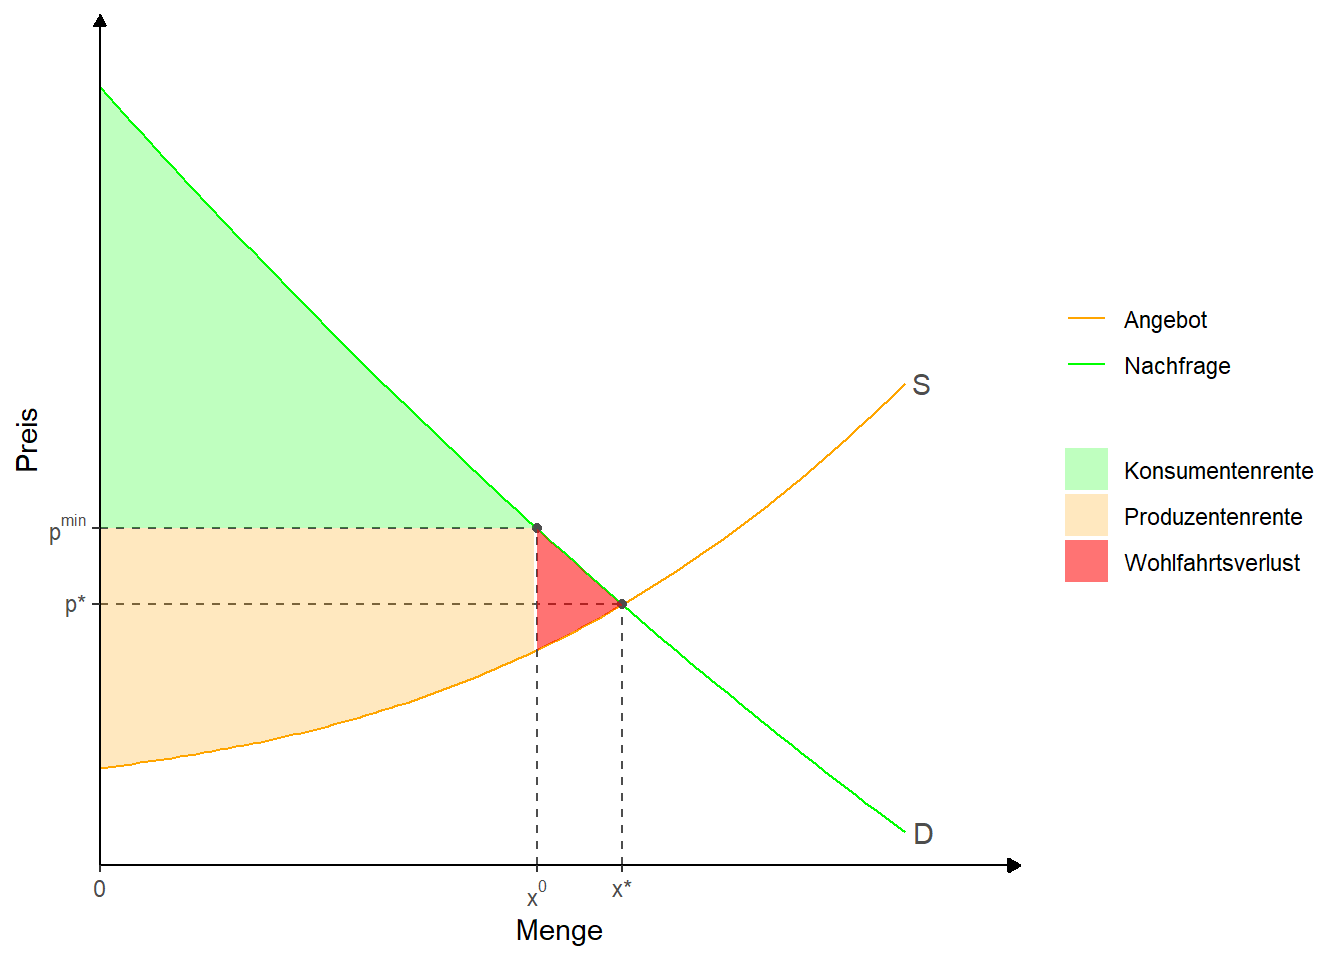 Preis
p^min
p*
0
x^0
x*
Menge
S
D
Angebot
Nachfrage
Konsumentenrente
Produzentenrente
Wohlfahrtsverlust